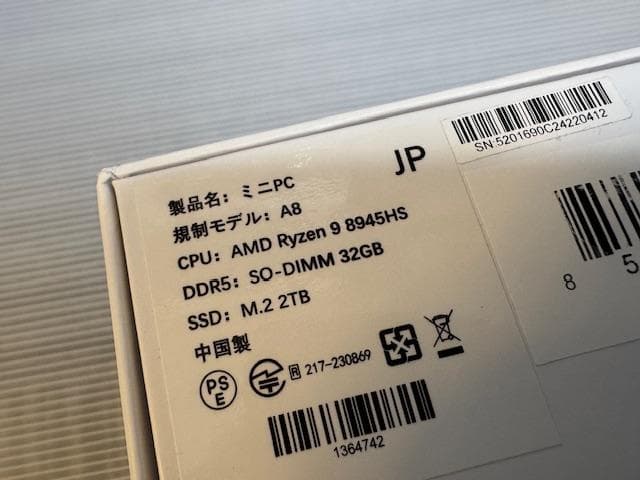 JP
SN:5201690C24220412
製品名: ミニPC
規制モデル: A8
CPU: AMD Ryzen 9 8945HS
DDR5: SO-DIMM 32GB
SSD: M.2 2TB
中国製
PS
E
R 217-230869
1364742
8 5